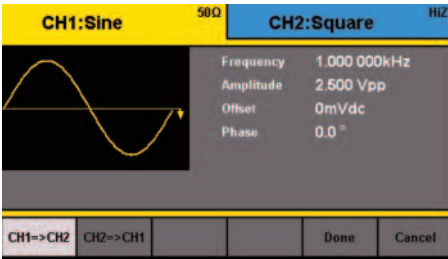 CH1:Sine 50Ω CH2:Square HiZ
Frequency 1.000 000kHz
Amplitude 2.500 Vpp
Offset 0mVdc
Phase 0.0 °
CH1=>CH2 CH2=>CH1 Done Cancel